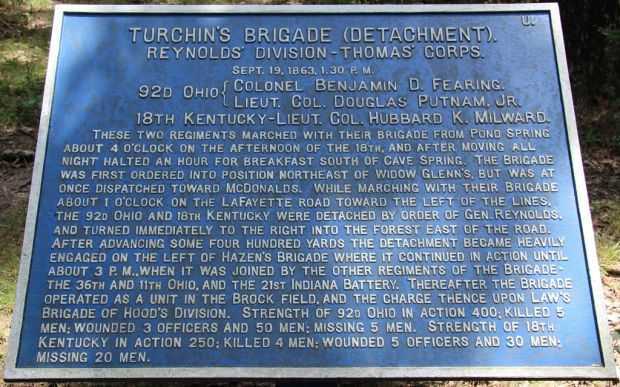 U
TURCHIN'S BRIGADE (DETACHMENT).
REYNOLDS' DIVISION - THOMAS' CORPS.
SEPT. 19, 1863, 1.30 P.M.
92D OHIO { COLONEL BENJAMIN D. FEARING.
LIEUT. COL. DOUGLAS PUTNAM, JR.
18TH KENTUCKY - LIEUT. COL. HUBBARD K. MILWARD.
THESE TWO REGIMENTS MARCHED WITH THEIR BRIGADE FROM POND SPRING
ABOUT 4 O'CLOCK ON THE AFTERNOON OF THE 18TH, AND AFTER MOVING ALL
NIGHT HALTED AN HOUR FOR BREAKFAST SOUTH OF CAVE SPRING. THE BRIGADE
WAS FIRST ORDERED INTO POSITION NORTHEAST OF WIDOW GLENN'S, BUT WAS AT
ONCE DISPATCHED TOWARD MCDONALDS. WHILE MARCHING WITH THEIR BRIGADE
ABOUT 1 O'CLOCK ON THE LAFAYETTE ROAD TOWARD THE LEFT OF THE LINES,
THE 92D OHIO AND 18TH KENTUCKY WERE DETACHED BY ORDER OF GEN. REYNOLDS,
AND TURNED IMMEDIATELY TO THE RIGHT INTO THE FOREST EAST OF THE ROAD.
AFTER ADVANCING SOME FOUR HUNDRED YARDS THE DETACHMENT BECAME HEAVILY
ENGAGED ON THE LEFT OF HAZEN'S BRIGADE WHERE IT CONTINUED IN ACTION UNTIL
ABOUT 3 P.M., WHEN IT WAS JOINED BY THE OTHER REGIMENTS OF THE BRIGADE-
THE 36TH AND 11TH OHIO, AND THE 21ST INDIANA BATTERY. THEREAFTER THE BRIGADE
OPERATED AS A UNIT IN THE BROCK FIELD, AND THE CHARGE THENCE UPON LAW'S
BRIGADE OF HOOD'S DIVISION. STRENGTH OF 92D OHIO IN ACTION 400; KILLED 5
MEN; WOUNDED 3 OFFICERS AND 50 MEN; MISSING 5 MEN. STRENGTH OF 18TH
KENTUCKY IN ACTION 250; KILLED 4 MEN; WOUNDED 5 OFFICERS AND 30 MEN;
MISSING 20 MEN.